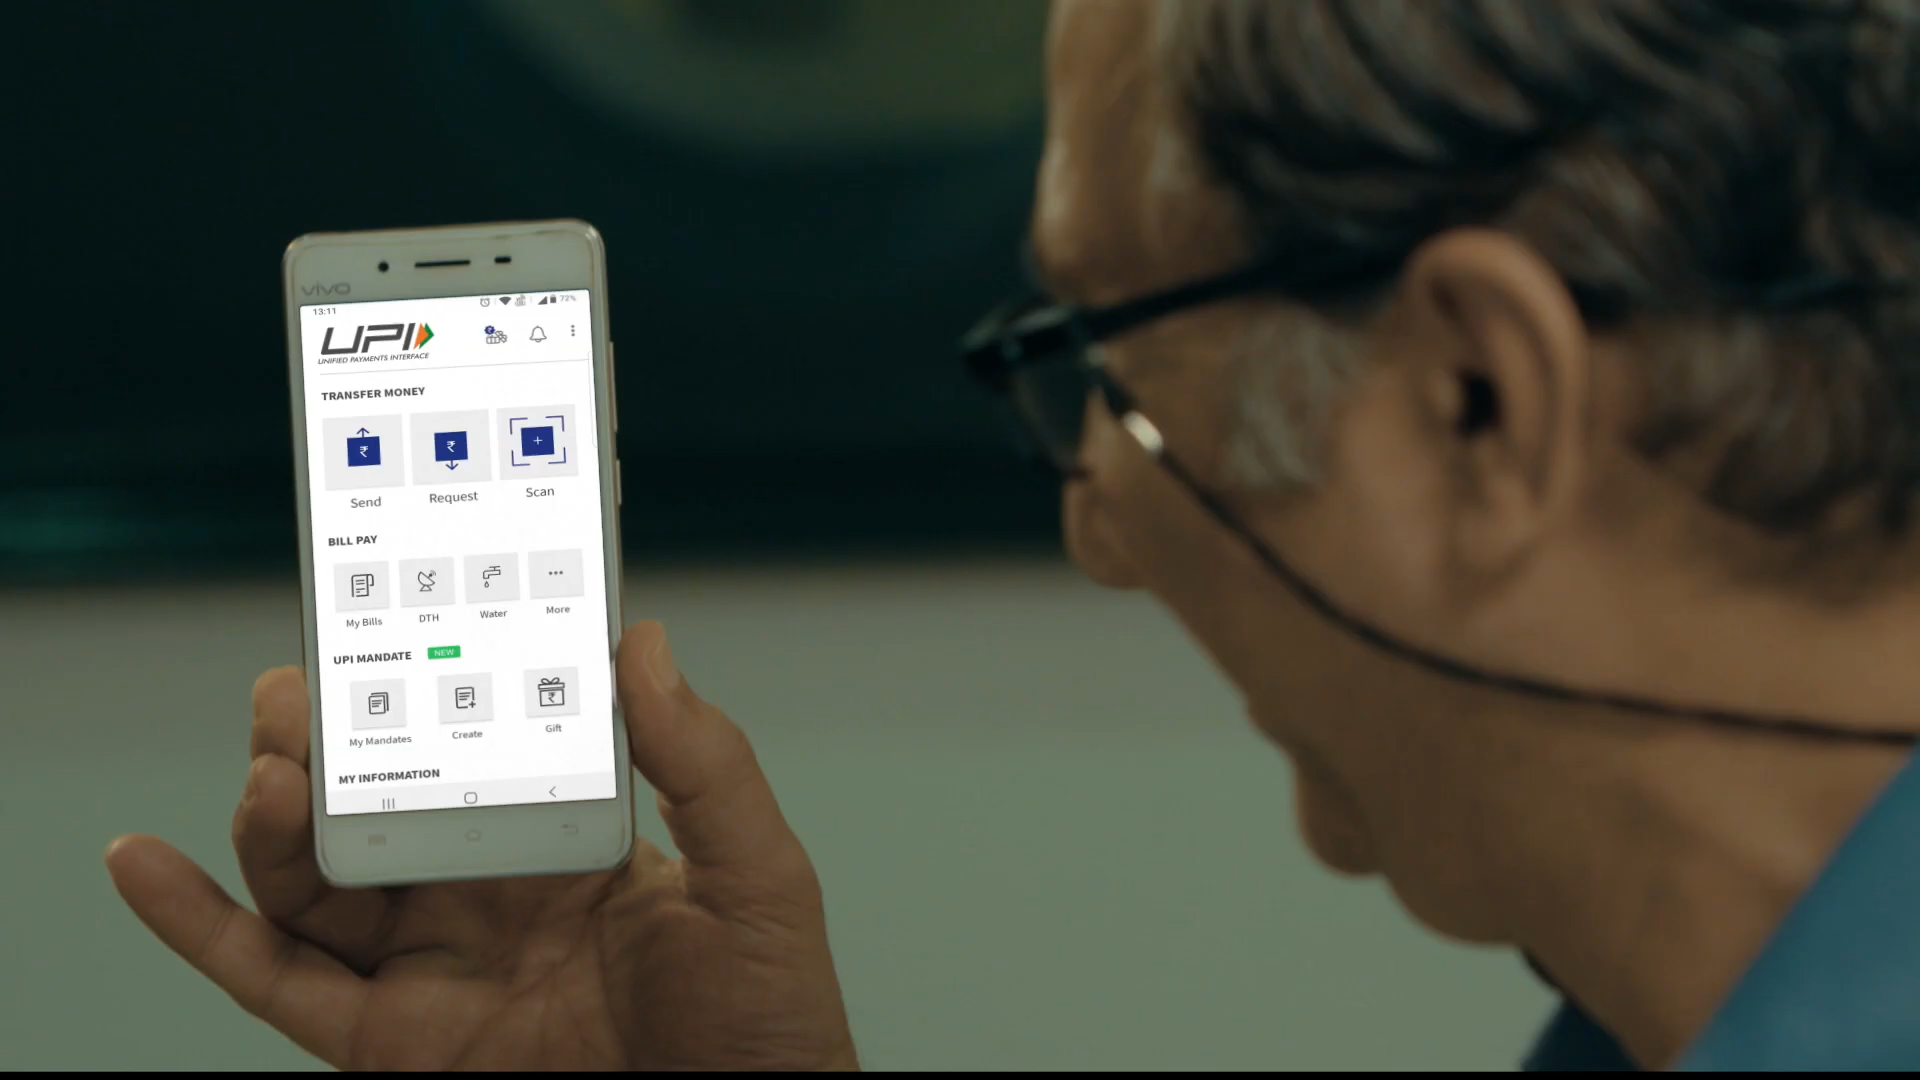 vivo
13:11
72%
UPI
UNIFIED PAYMENTS INTERFACE
TRANSFER MONEY
₹ ₹
Send Request Scan
BILL PAY
My Bills DTH Water More
UPI MANDATE NEW
₹
My Mandates Create Gift
MY INFORMATION